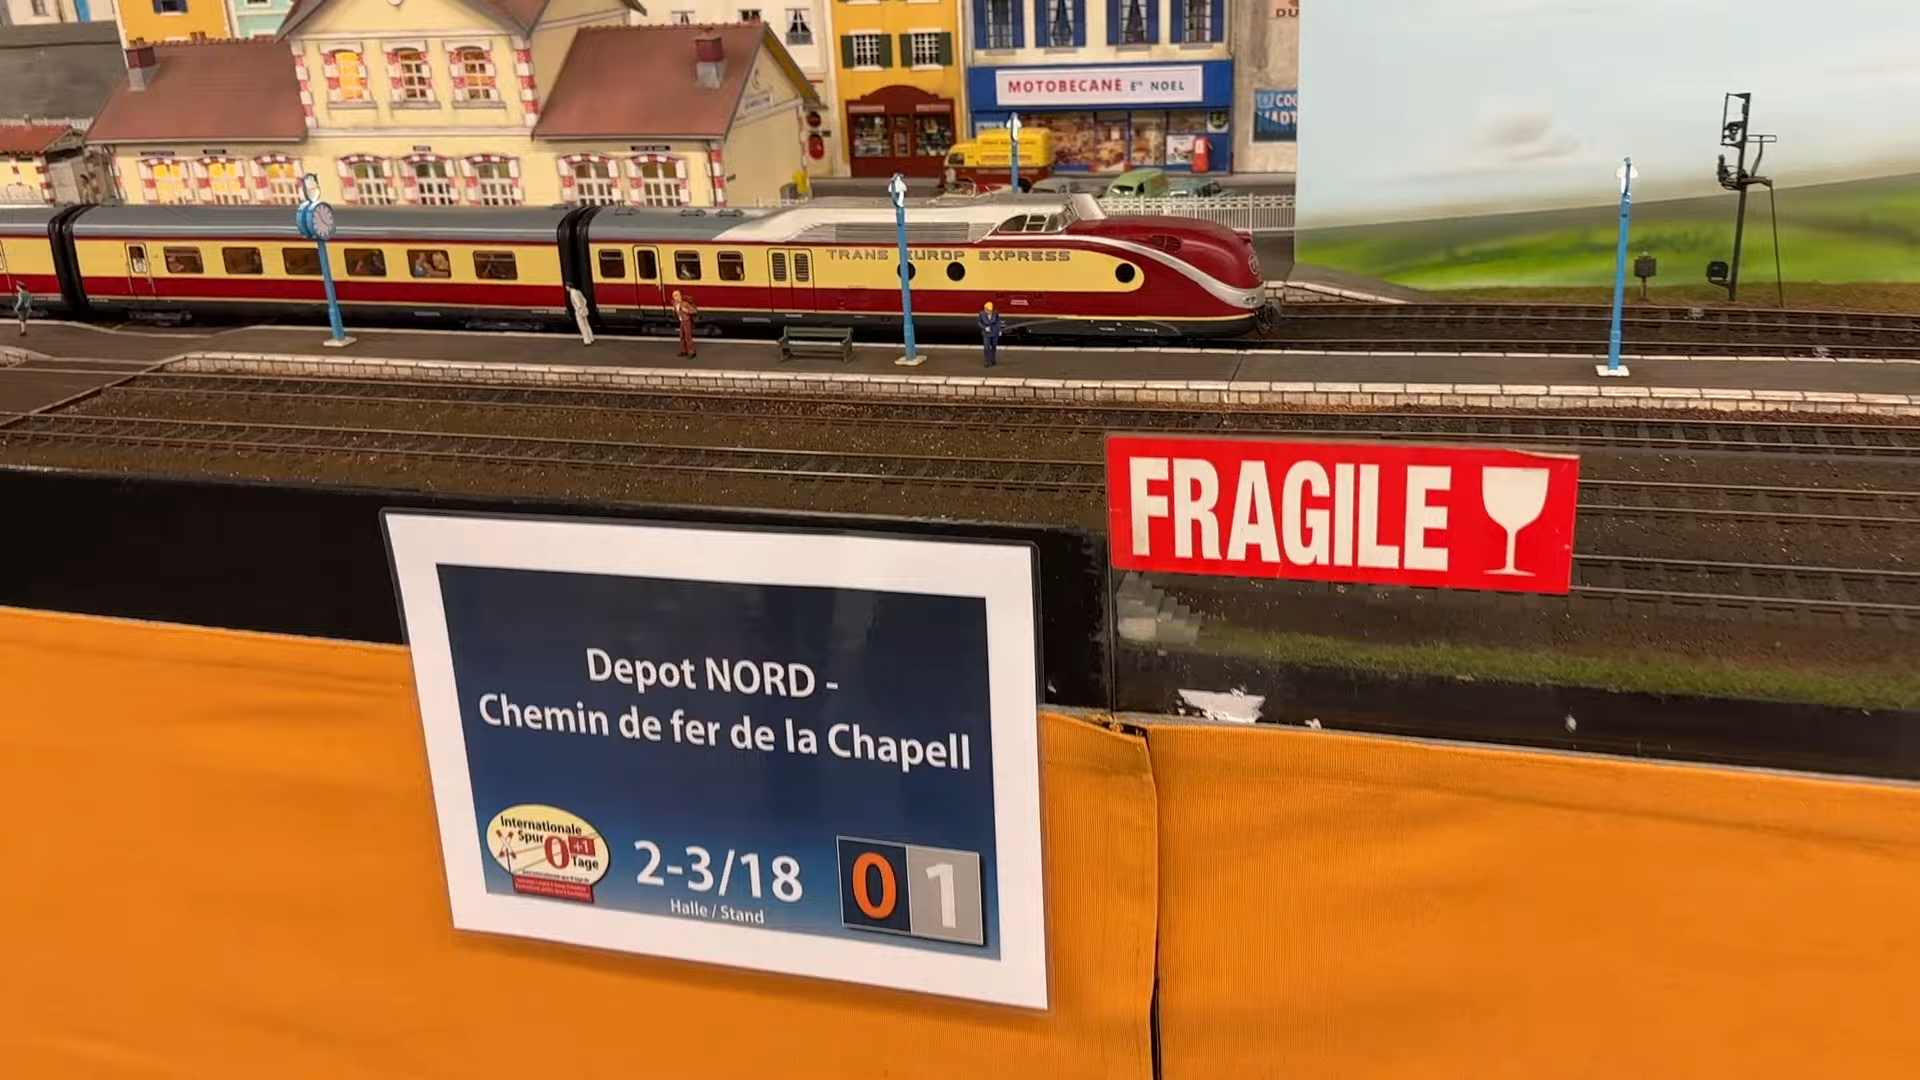 MOTOBECANE Eᵗˢ NOEL
TRANS EUROP EXPRESS
FRAGILE
Depot NORD -
Chemin de fer de la Chapell
Internationale
Spur 0 +1
Tage
2-3/18
Halle / Stand
0 1